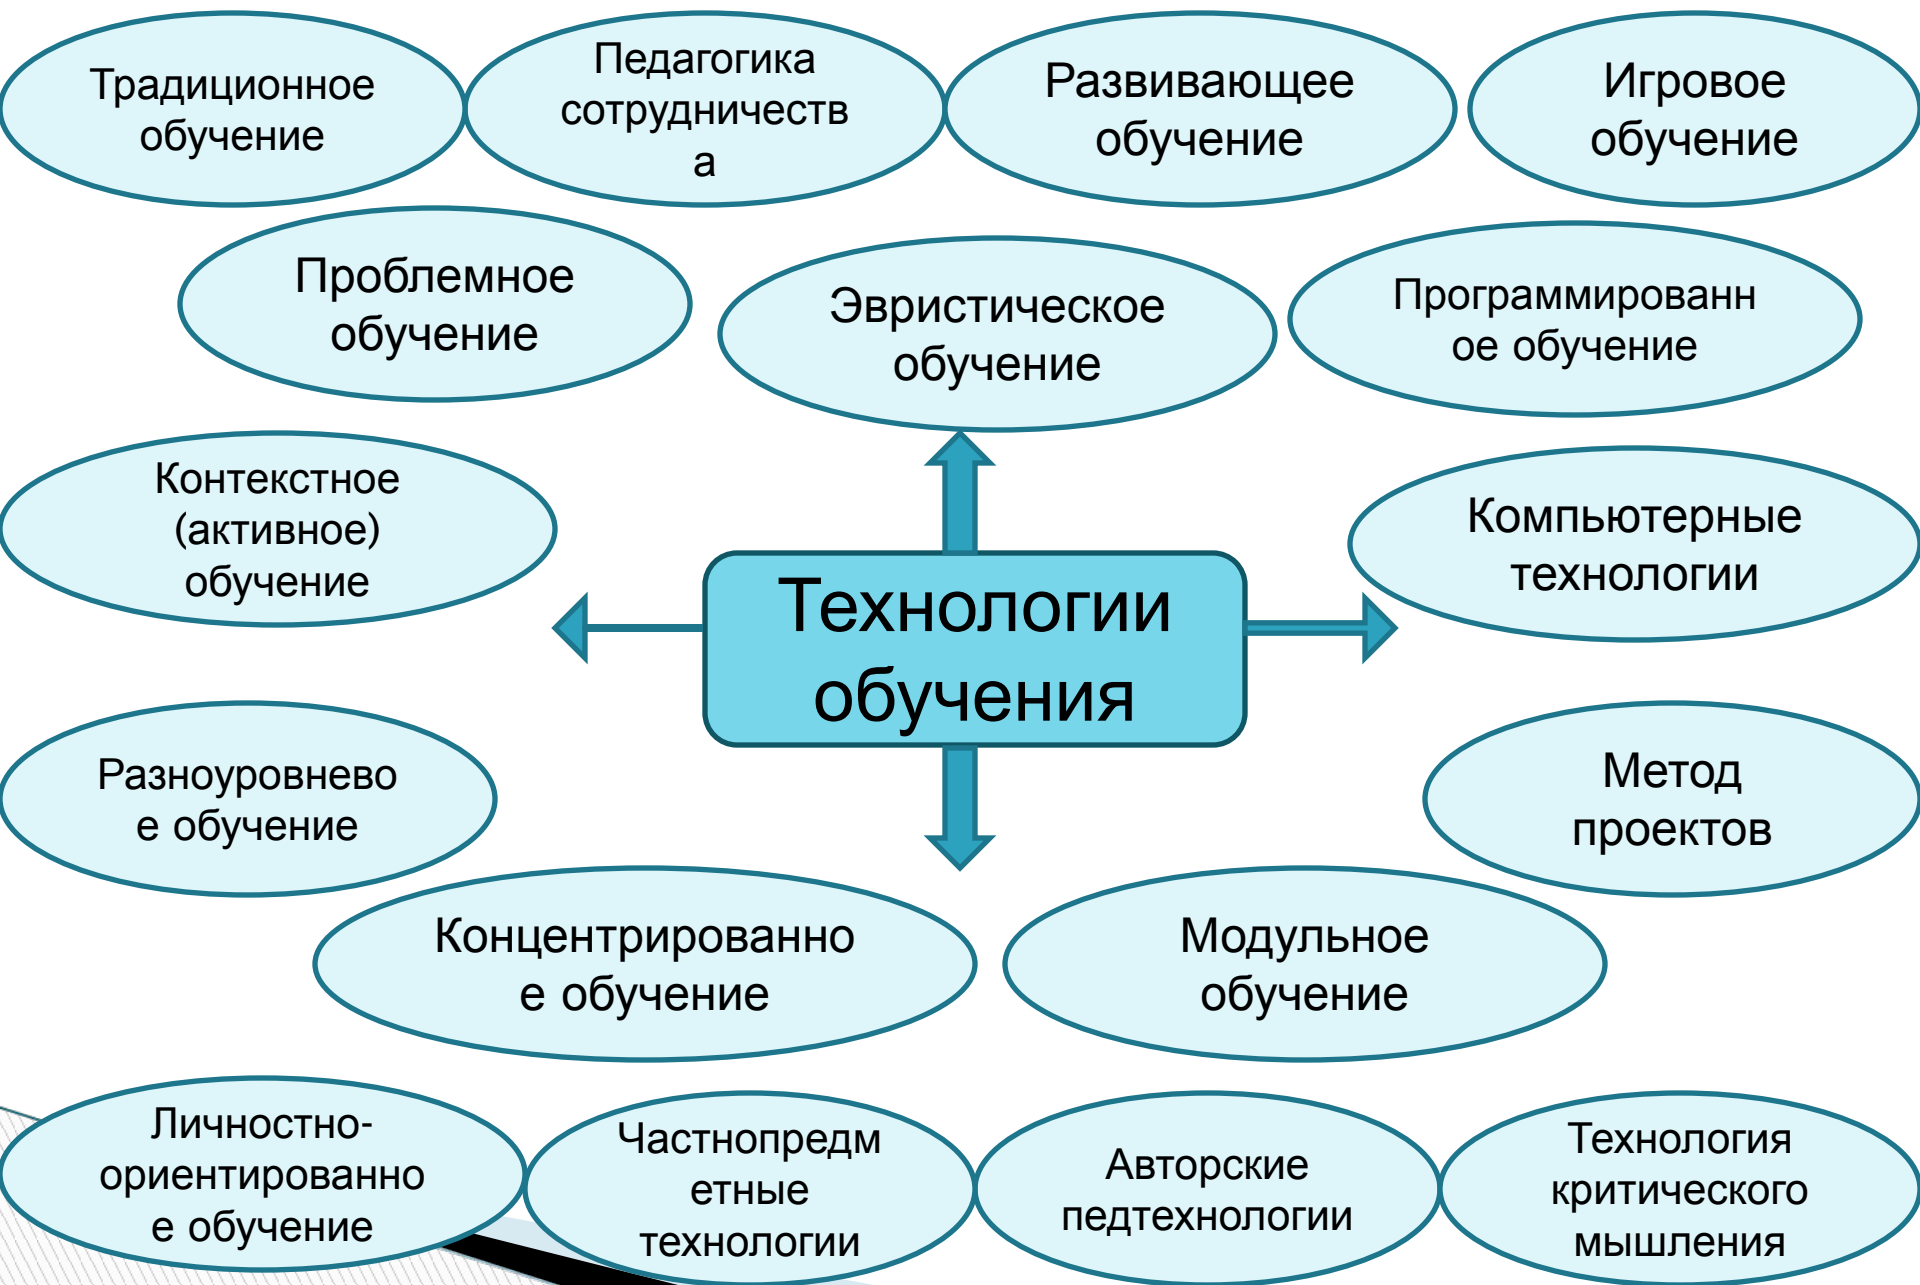 Традиционное
обучение
Педагогика
сотрудничеств
а
Развивающее
обучение
Игровое
обучение
Проблемное
обучение
Эвристическое
обучение
Программированн
ое обучение
Контекстное
(активное)
обучение
Компьютерные
технологии
Технологии
обучения
Разноуровнево
е обучение
Метод
проектов
Концентрированно
е обучение
Модульное
обучение
Личностно-
ориентированно
е обучение
Частнопредм
етные
технологии
Авторские
педтехнологии
Технология
критического
мышления